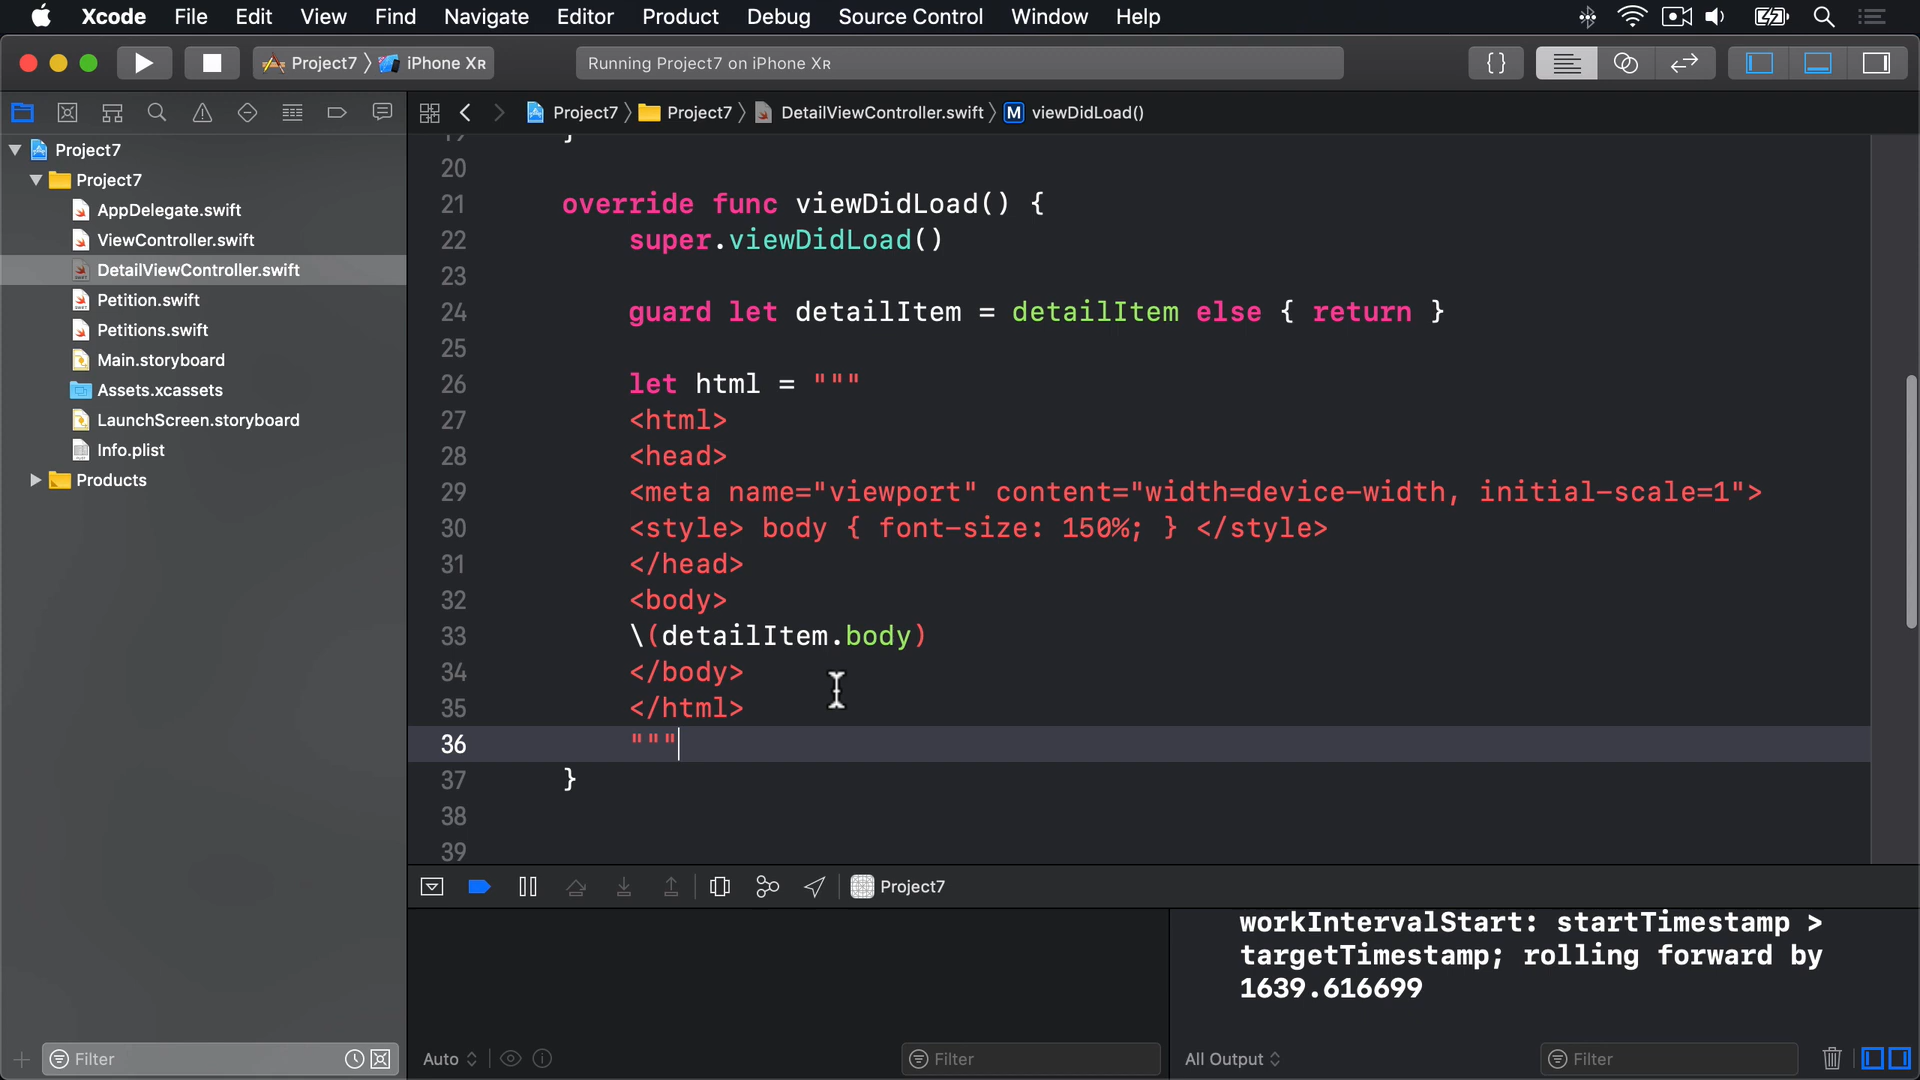 Xcode File Edit View Find Navigate Editor Product Debug Source Control Window Help
Project7 iPhone XR
Running Project7 on iPhone XR
Project7 Project7 DetailViewController.swift M viewDidLoad()
Project7
Project7
AppDelegate.swift
ViewController.swift
DetailViewController.swift
Petition.swift
Petitions.swift
Main.storyboard
Assets.xcassets
LaunchScreen.storyboard
Info.plist
Products
19 }
20
21 override func viewDidLoad() {
22 super.viewDidLoad()
23
24 guard let detailItem = detailItem else { return }
25
26 let html = """
27 <html>
28 <head>
29 <meta name="viewport" content="width=device-width, initial-scale=1">
30 <style> body { font-size: 150%; } </style>
31 </head>
32 <body>
33 \(detailItem.body)
34 </body>
35 </html>
36 """
37 }
38
39
Project7
workIntervalStart: startTimestamp >
targetTimestamp; rolling forward by
1639.616699
Filter
Auto
Filter
All Output
Filter